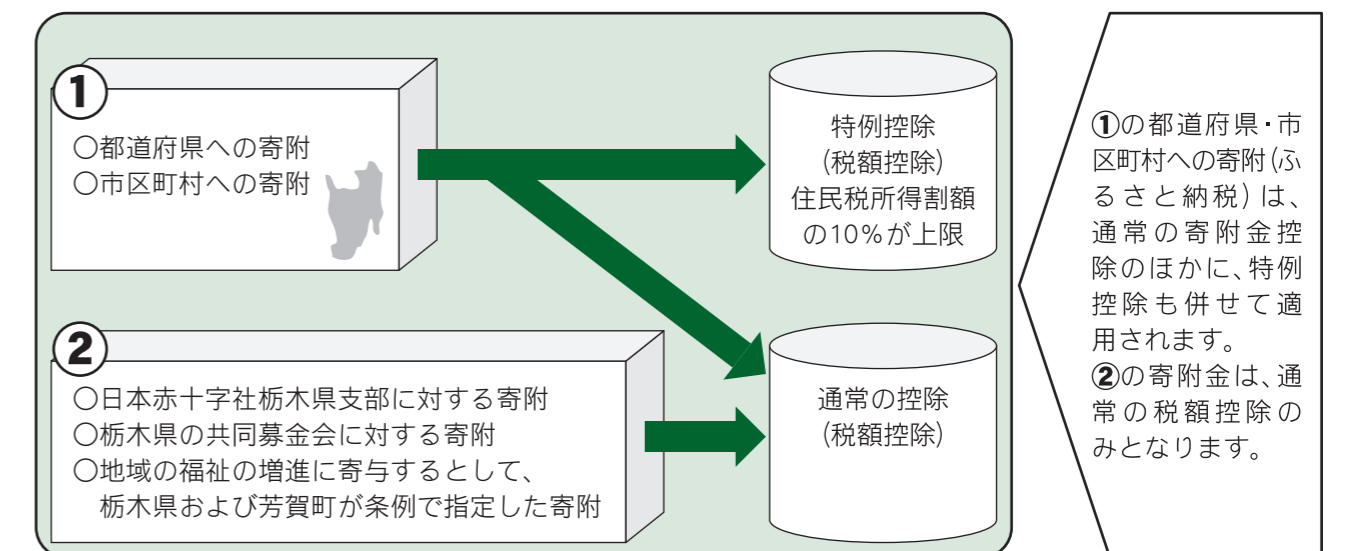 ①
○都道府県への寄附
○市区町村への寄附
特例控除
(税額控除)
住民税所得割額
の10％が上限
②
○日本赤十字社栃木県支部に対する寄附
○栃木県の共同募金会に対する寄附
○地域の福祉の増進に寄与するとして、
栃木県および芳賀町が条例で指定した寄附
通常の控除
(税額控除)
①の都道府県・市
区町村への寄附(ふ
るさと納税)は、
通常の寄附金控
除のほかに、特例
控除も併せて適
用されます。
②の寄附金は、通
常の税額控除の
みとなります。